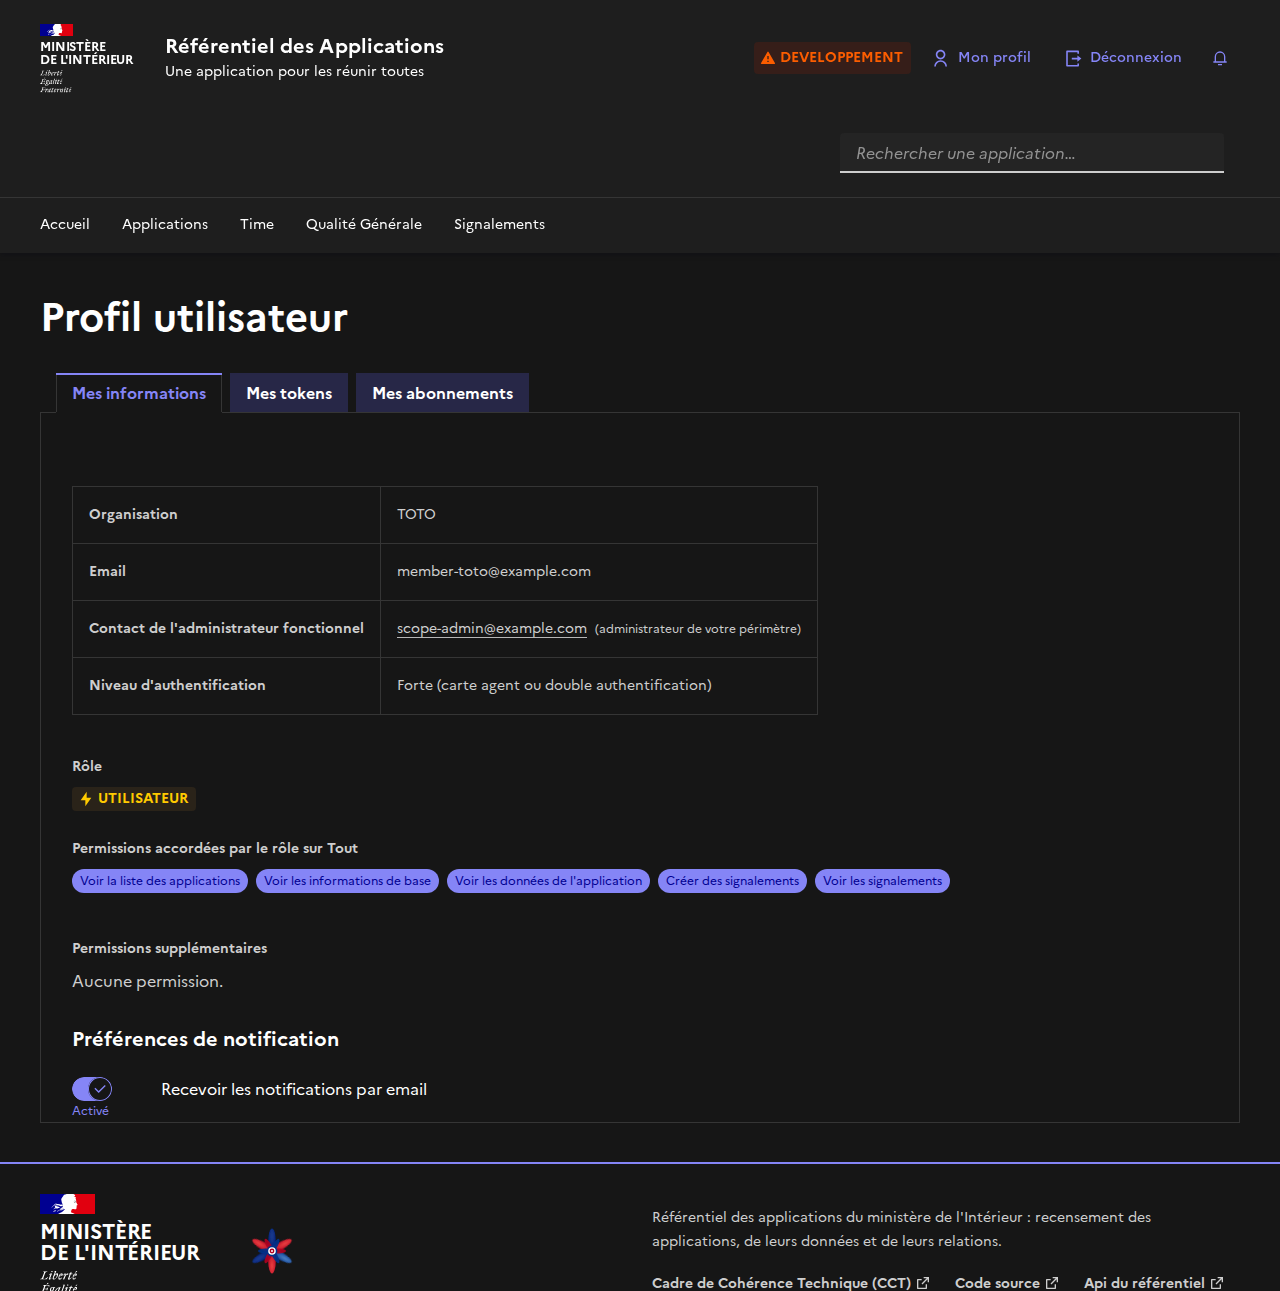 MINISTÈRE
DE L'INTÉRIEUR
Liberté
Égalité
Fraternité
Référentiel des Applications
Une application pour les réunir toutes
DEVELOPPEMENT
Mon profil
Déconnexion
Rechercher une application…
Accueil
Applications
Time
Qualité Générale
Signalements
Profil utilisateur
Mes informations
Mes tokens
Mes abonnements
Organisation
TOTO
Email
member-toto@example.com
Contact de l'administrateur fonctionnel
scope-admin@example.com (administrateur de votre périmètre)
Niveau d'authentification
Forte (carte agent ou double authentification)
Rôle
UTILISATEUR
Permissions accordées par le rôle sur Tout
Voir la liste des applications
Voir les informations de base
Voir les données de l'application
Créer des signalements
Voir les signalements
Permissions supplémentaires
Aucune permission.
Préférences de notification
Recevoir les notifications par email
Activé
MINISTÈRE
DE L'INTÉRIEUR
Liberté
Égalité
Référentiel des applications du ministère de l'Intérieur : recensement des
applications, de leurs données et de leurs relations.
Cadre de Cohérence Technique (CCT)
Code source
Api du référentiel